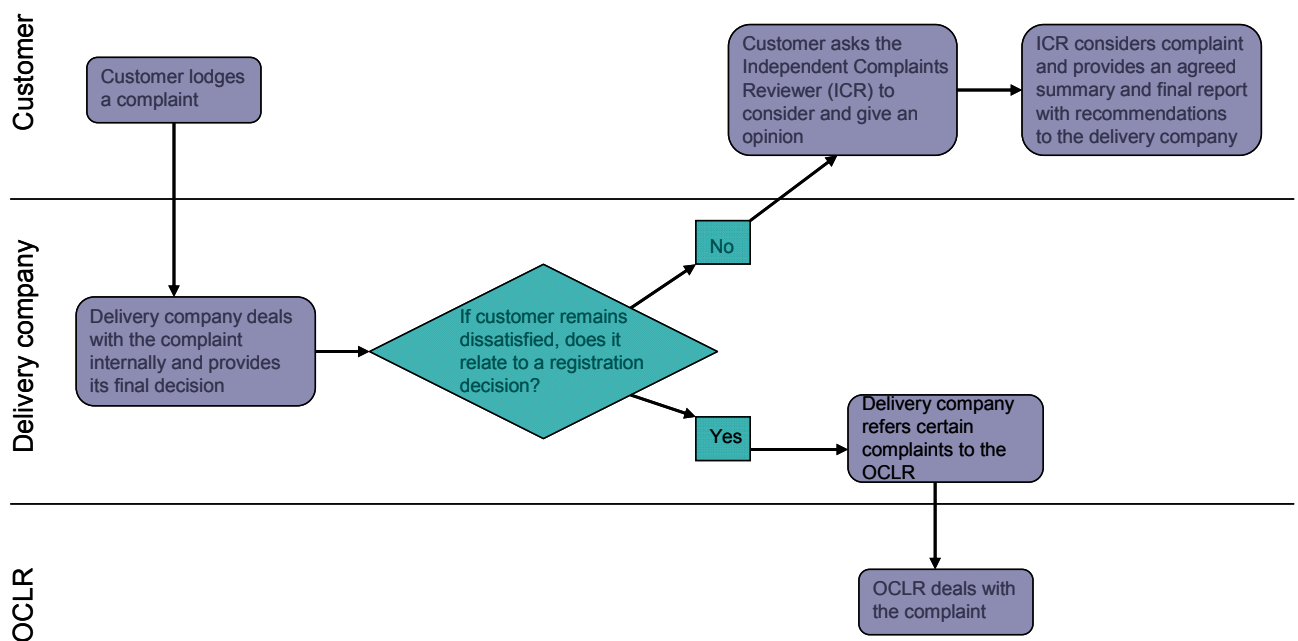 Customer
Customer lodges
a complaint
Customer asks the
Independent Complaints
Reviewer (ICR) to
consider and give an
opinion
ICR considers complaint
and provides an agreed
summary and final report
with recommendations
to the delivery company
Delivery company
Delivery company deals
with the complaint
internally and provides
its final decision
If customer remains
dissatisfied, does it
relate to a registration
decision?
No
Yes
Delivery company
refers certain
complaints to the
OCLR
OCLR
OCLR deals with
the complaint